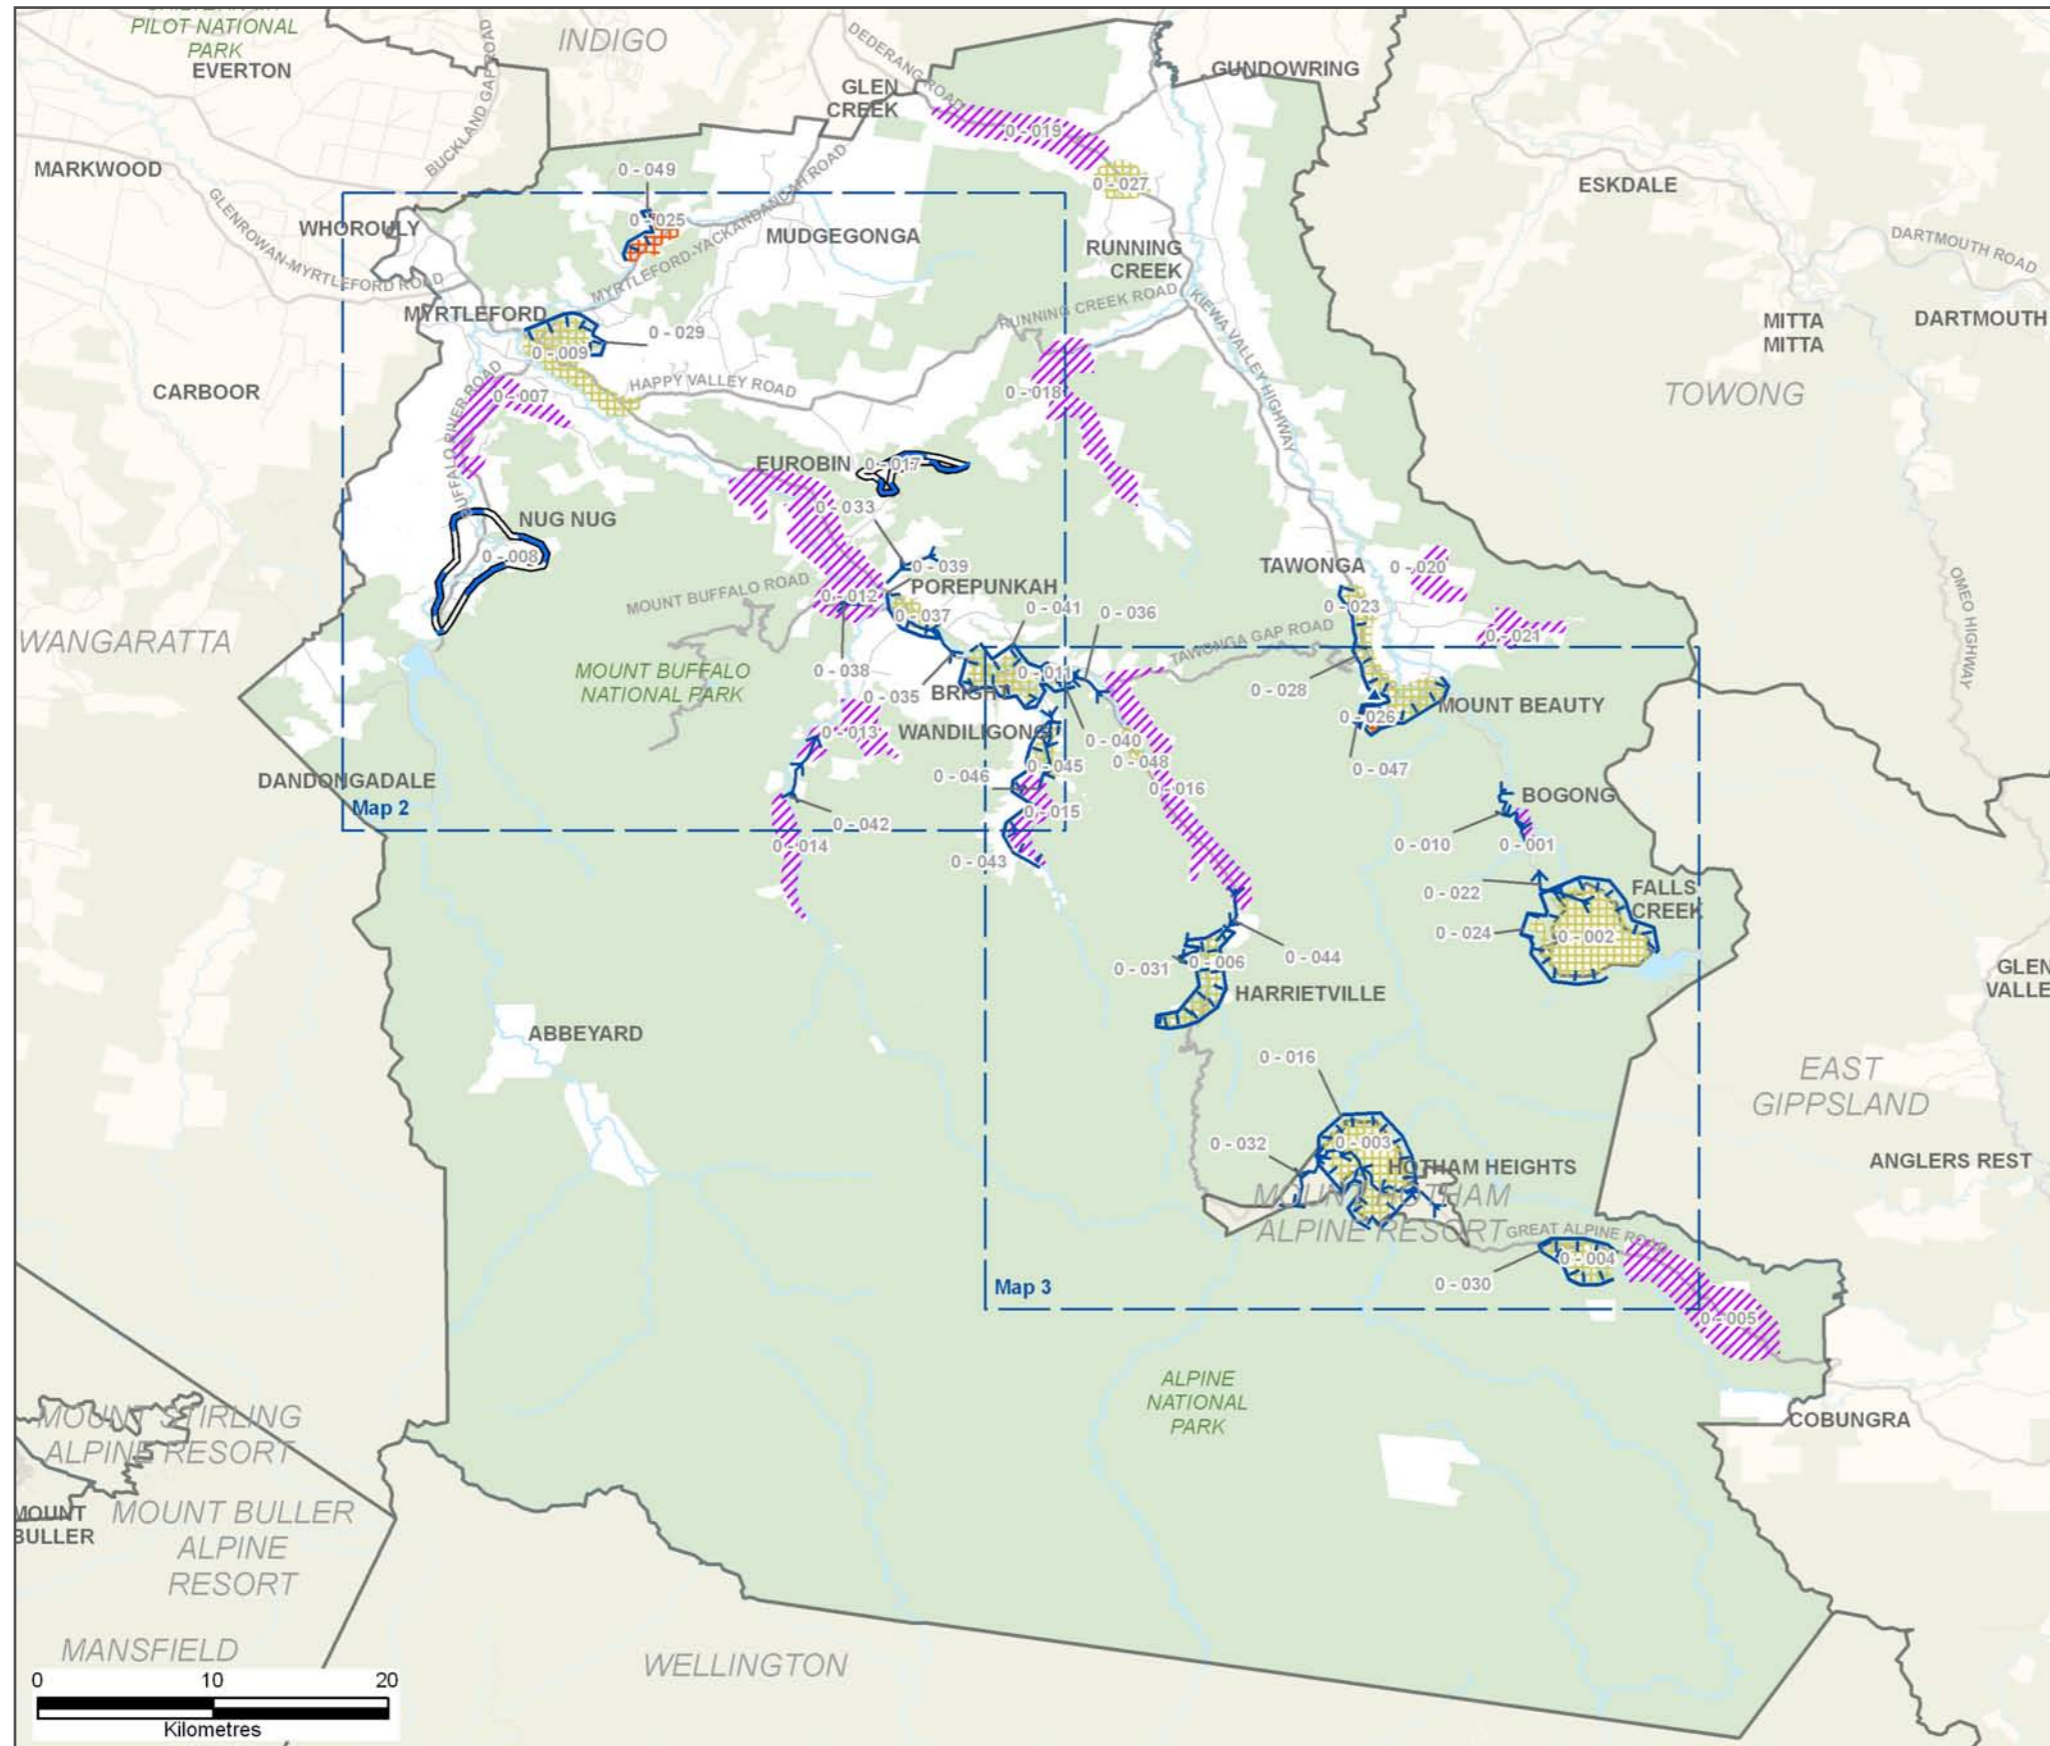 PILOT NATIONAL
PARK
EVERTON
INDIGO
BUCKLAND GAP ROAD
DEDERANG ROAD
GLEN
CREEK
GUNDOWRING
0 - 019
0 - 027
MARKWOOD
0 - 049
ESKDALE
GLENROWAN-MYRTLEFORD ROAD
WHOROULY
0 - 025
MUDGEGONGA
MYRTLEFORD-YACKANDANDAH ROAD
RUNNING
CREEK
DARTMOUTH ROAD
MYRTLEFORD
RUNNING CREEK ROAD
KIEWA VALLEY HIGHWAY
MITTA
MITTA
DARTMOUTH
0 - 029
0 - 009
CARBOOR
HAPPY VALLEY ROAD
0 - 018
TOWONG
0 - 007
BUFFALO RIVER ROAD
EUROBIN
0 - 017
0 - 033
NUG NUG
0 - 008
TAWONGA
0 - 020
0 - 039
POREPUNKAH
MOUNT BUFFALO ROAD
0 - 012
0 - 037
0 - 041
0 - 036
0 - 023
OMEO HIGHWAY
WANGARATTA
TAWONGA GAP ROAD
0 - 021
MOUNT BUFFALO
NATIONAL PARK
0 - 038
0 - 035
0 - 011
BRIGHT
0 - 028
MOUNT BEAUTY
0 - 026
0 - 013
WANDILIGONG
0 - 040
0 - 048
0 - 047
DANDONGADALE
0 - 046
0 - 045
0 - 016
Map 2
BOGONG
0 - 042
0 - 015
0 - 014
0 - 043
0 - 010
0 - 001
0 - 022
FALLS
CREEK
0 - 024
0 - 002
0 - 031
0 - 006
0 - 044
GLEN
VALLE
HARRIETVILLE
ABBEYARD
0 - 016
EAST
GIPPSLAND
0 - 032
0 - 003
HOTHAM HEIGHTS
ANGLERS REST
MOUNT HOTHAM
ALPINE RESORT
GREAT ALPINE ROAD
0 - 004
0 - 030
Map 3
0 - 005
ALPINE
NATIONAL
PARK
COBUNGRA
MOUNT STIRLING
ALPINE RESORT
MOUNT
BULLER
MOUNT BULLER
ALPINE
RESORT
MANSFIELD
WELLINGTON
0 10 20
Kilometres